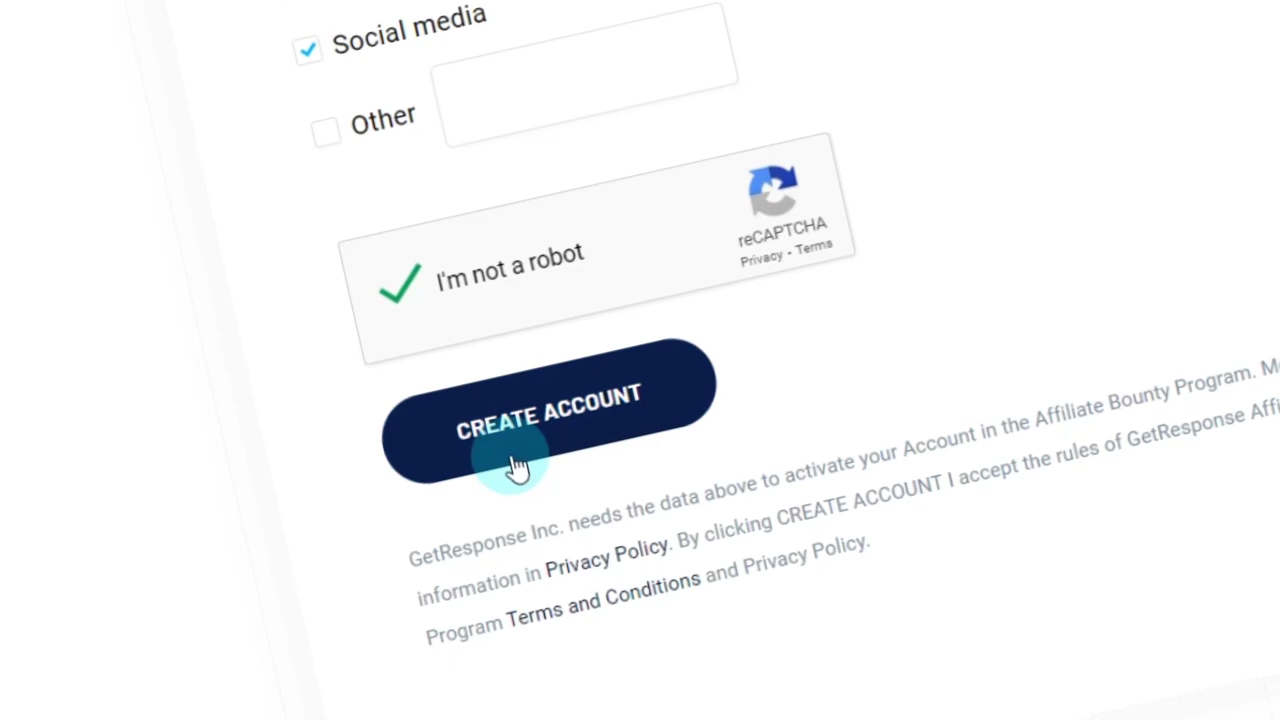 Social media
Other
I'm not a robot
reCAPTCHA
Privacy - Terms
CREATE ACCOUNT
GetResponse Inc. needs the data above to activate your Account in the Affiliate Bounty Program.
information in Privacy Policy. By clicking CREATE ACCOUNT I accept the rules of GetResponse
Program Terms and Conditions and Privacy Policy.